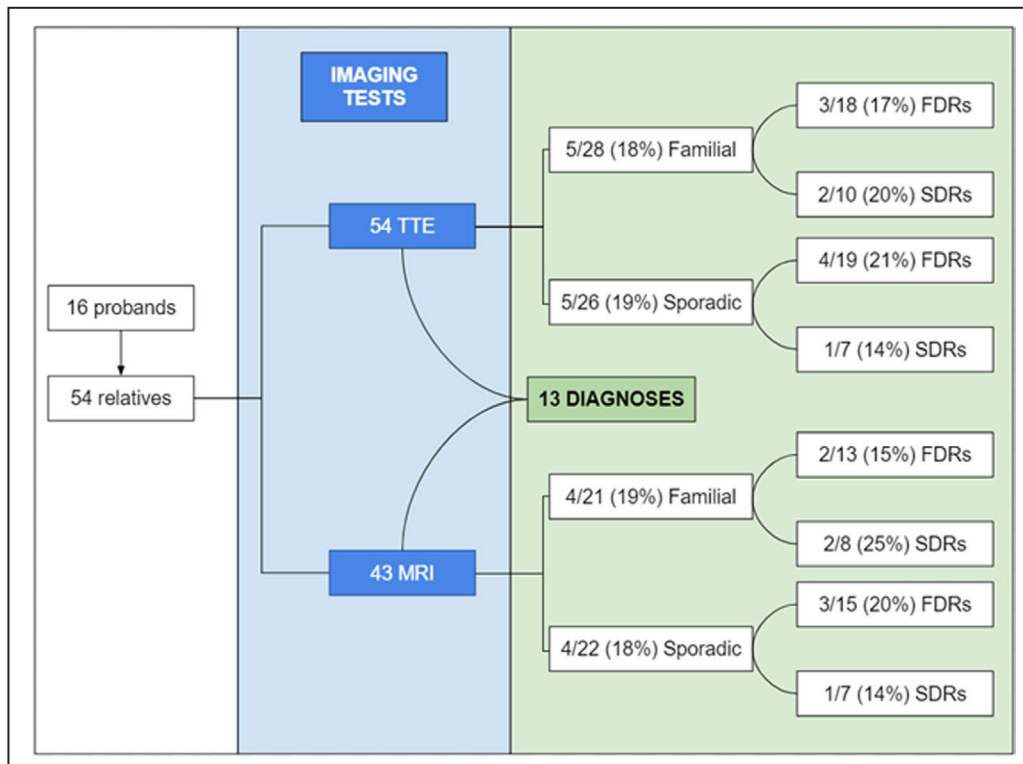 IMAGING
TESTS
16 probands
54 relatives
54 TTE
43 MRI
5/28 (18%) Familial
3/18 (17%) FDRs
2/10 (20%) SDRs
5/26 (19%) Sporadic
4/19 (21%) FDRs
1/7 (14%) SDRs
13 DIAGNOSES
4/21 (19%) Familial
2/13 (15%) FDRs
2/8 (25%) SDRs
4/22 (18%) Sporadic
3/15 (20%) FDRs
1/7 (14%) SDRs